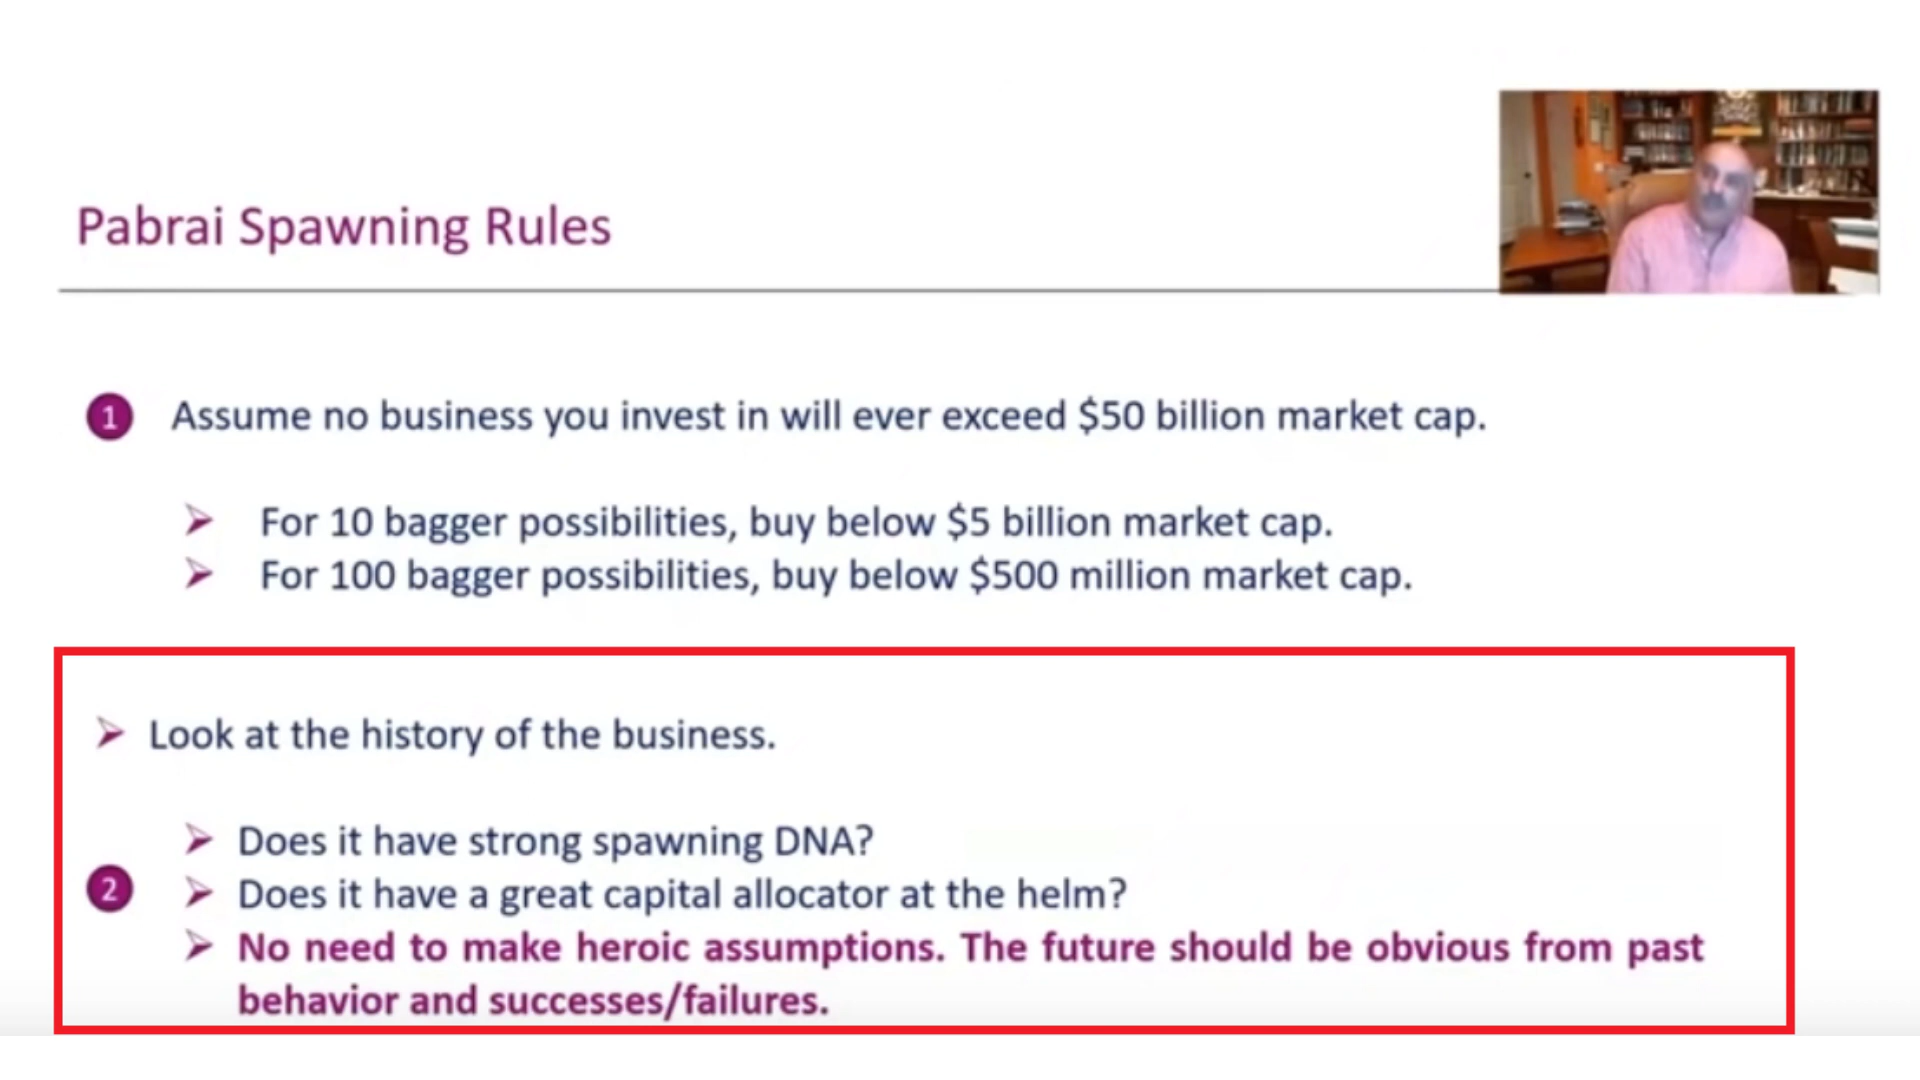 Pabrai Spawning Rules
1 Assume no business you invest in will ever exceed $50 billion market cap.
For 10 bagger possibilities, buy below $5 billion market cap.
For 100 bagger possibilities, buy below $500 million market cap.
Look at the history of the business.
Does it have strong spawning DNA?
2 Does it have a great capital allocator at the helm?
No need to make heroic assumptions. The future should be obvious from past
behavior and successes/failures.